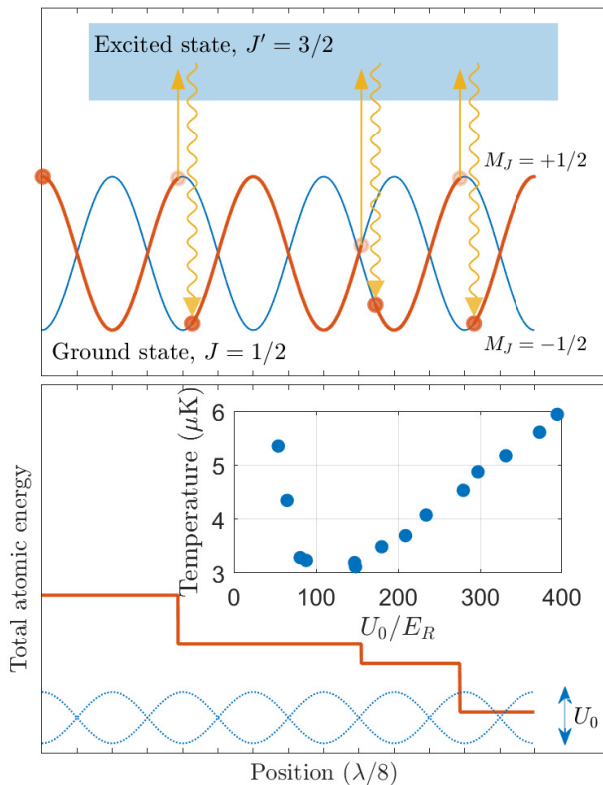 Excited state, J′ = 3/2
M_J = +1/2
Ground state, J = 1/2
M_J = −1/2
Total atomic energy
Temperature (μK)
6
5
4
3
0
100
200
300
400
U_0/E_R
U_0
Position (λ/8)